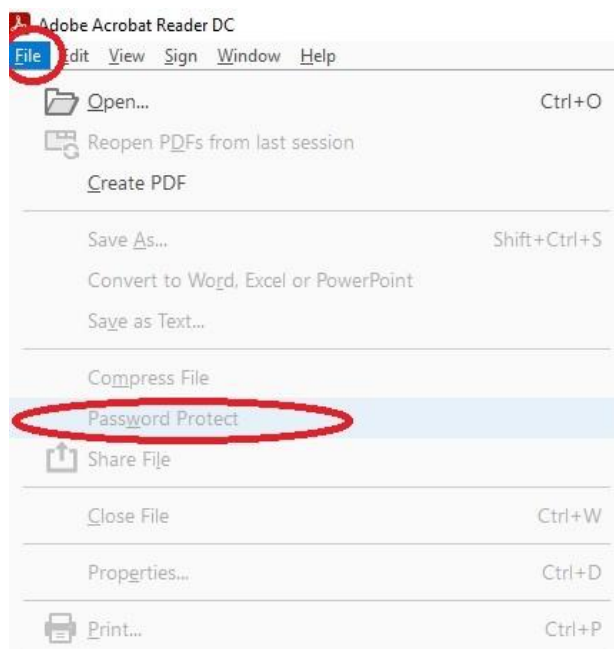 Adobe Acrobat Reader DC
File Edit View Sign Window Help
Open... Ctrl+O
Reopen PDFs from last session
Create PDF
Save As... Shift+Ctrl+S
Convert to Word, Excel or PowerPoint
Save as Text...
Compress File
Password Protect
Share File
Close File Ctrl+W
Properties... Ctrl+D
Print... Ctrl+P